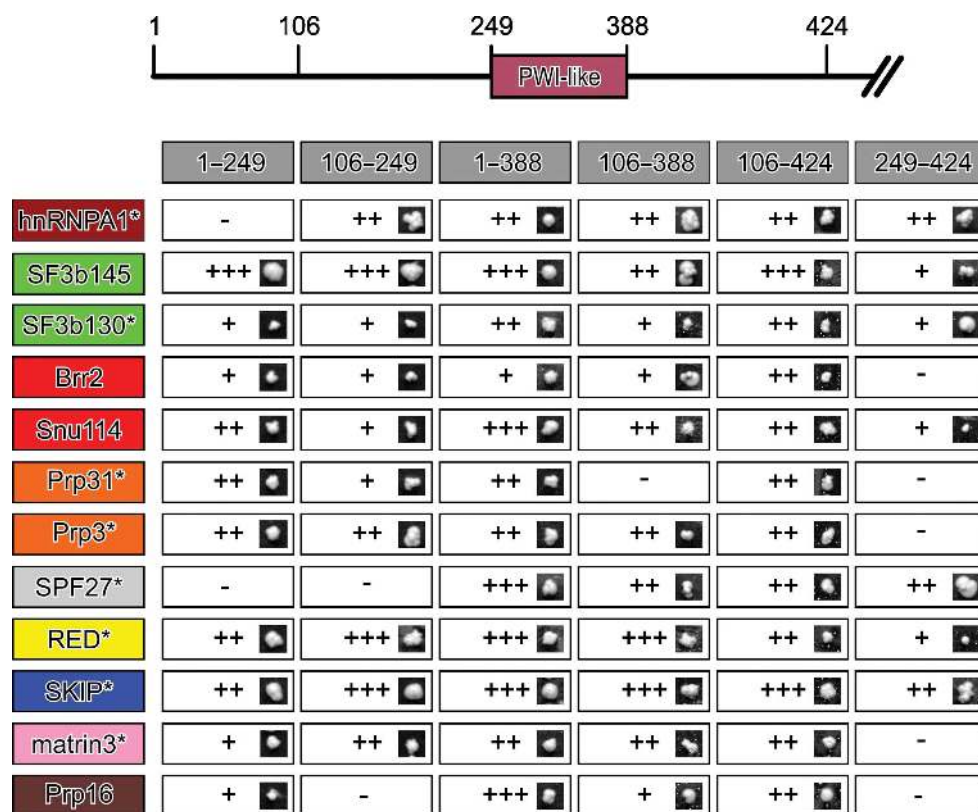 1 106 249 388 424
PWI-like
1–249 106–249 1–388 106–388 106–424 249–424
hnRNPA1* - ++ ++ ++ ++ ++
SF3b145 +++ +++ +++ ++ +++ +
SF3b130* + + ++ + + +
Brr2 + + + + ++ -
Snu114 ++ + +++ ++ ++ +
Prp31* ++ + ++ - ++ -
Prp3* ++ ++ ++ ++ ++ -
SPF27* - - +++ ++ ++ ++
RED* ++ +++ +++ +++ ++ +
SKIP* ++ +++ +++ +++ +++ ++
matrin3* + ++ ++ ++ ++ -
Prp16 + - +++ + ++ -